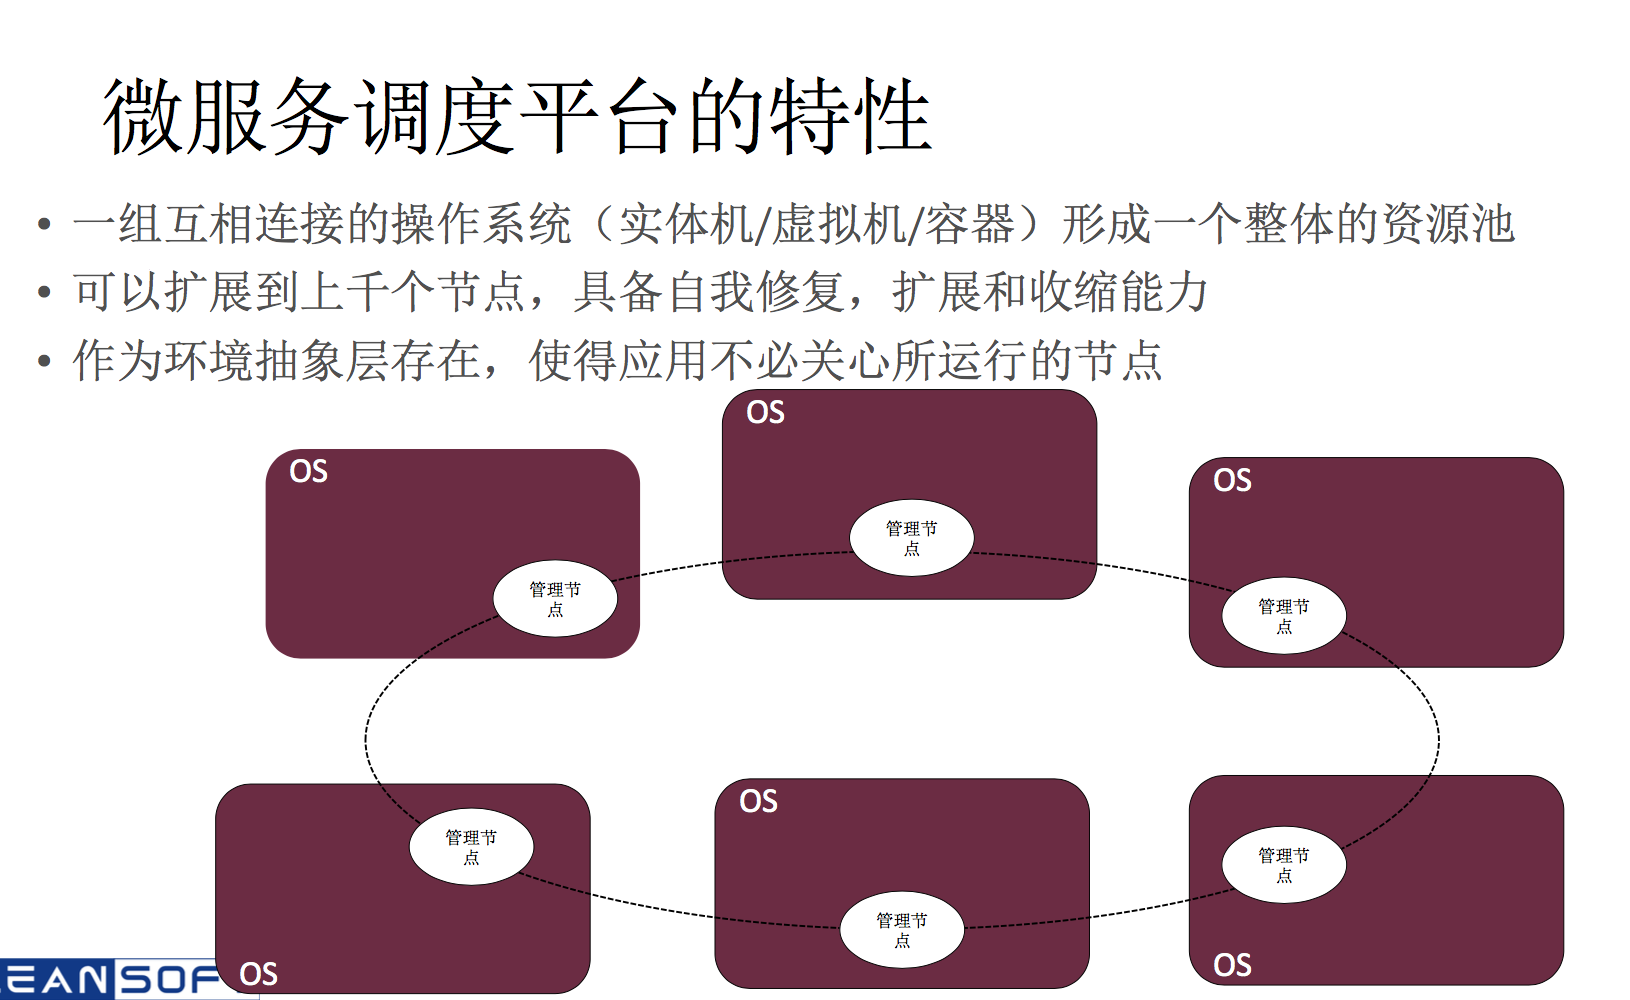 微服务调度平台的特性
• 一组互相连接的操作系统（实体机/虚拟机/容器）形成一个整体的资源池
• 可以扩展到上千个节点，具备自我修复，扩展和收缩能力
• 作为环境抽象层存在，使得应用不必关心所运行的节点
OS
管理节
点
OS
管理节
点
OS
管理节
点
管理节
点
OS
OS
管理节
点
管理节
点
OS
EANSOF